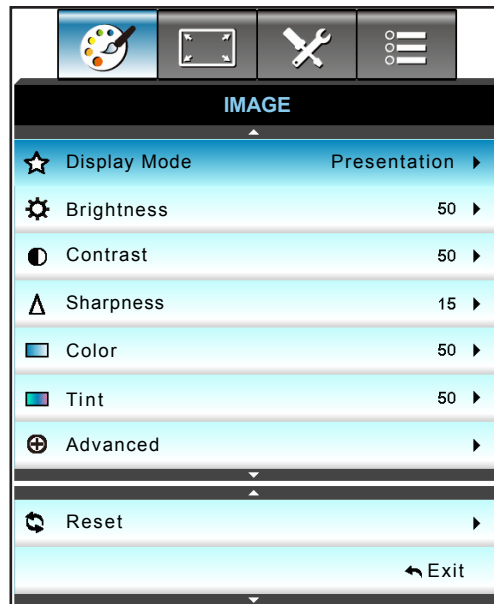 IMAGE
Display Mode Presentation
Brightness 50
Contrast 50
Sharpness 15
Color 50
Tint 50
Advanced
Reset
Exit